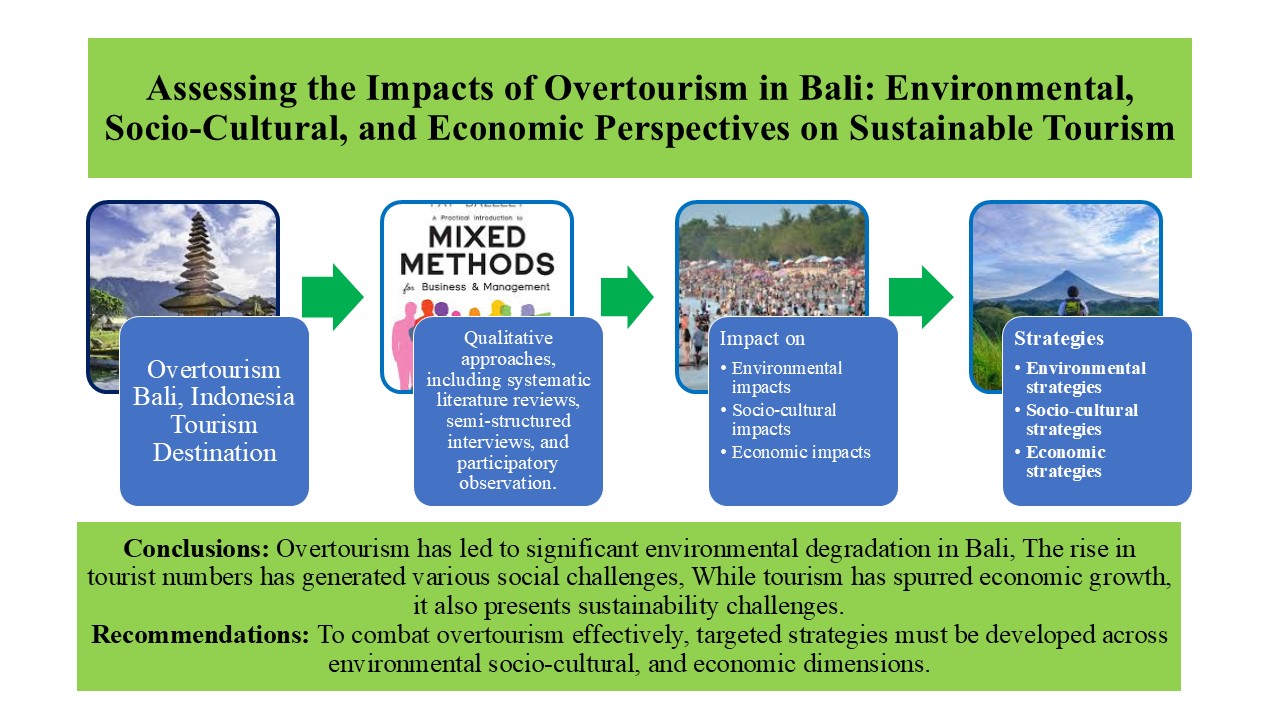 Assessing the Impacts of Overtourism in Bali: Environmental,
Socio-Cultural, and Economic Perspectives on Sustainable Tourism
Overtourism
Bali, Indonesia
Tourism
Destination
A Practical Introduction to
MIXED
METHODS
for Business & Management
Qualitative
approaches,
including systematic
literature reviews,
semi-structured
interviews, and
participatory
observation.
Impact on
• Environmental
impacts
• Socio-cultural
impacts
• Economic impacts
Strategies
• Environmental
strategies
• Socio-cultural
strategies
• Economic
strategies
Conclusions: Overtourism has led to significant environmental degradation in Bali, The rise in
tourist numbers has generated various social challenges, While tourism has spurred economic growth,
it also presents sustainability challenges.
Recommendations: To combat overtourism effectively, targeted strategies must be developed across
environmental socio-cultural, and economic dimensions.